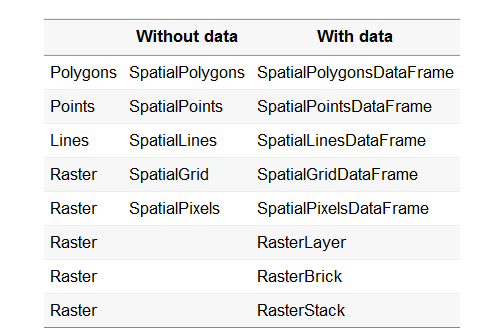 Without data With data
Polygons SpatialPolygons SpatialPolygonsDataFrame
Points SpatialPoints SpatialPointsDataFrame
Lines SpatialLines SpatialLinesDataFrame
Raster SpatialGrid SpatialGridDataFrame
Raster SpatialPixels SpatialPixelsDataFrame
Raster RasterLayer
Raster RasterBrick
Raster RasterStack